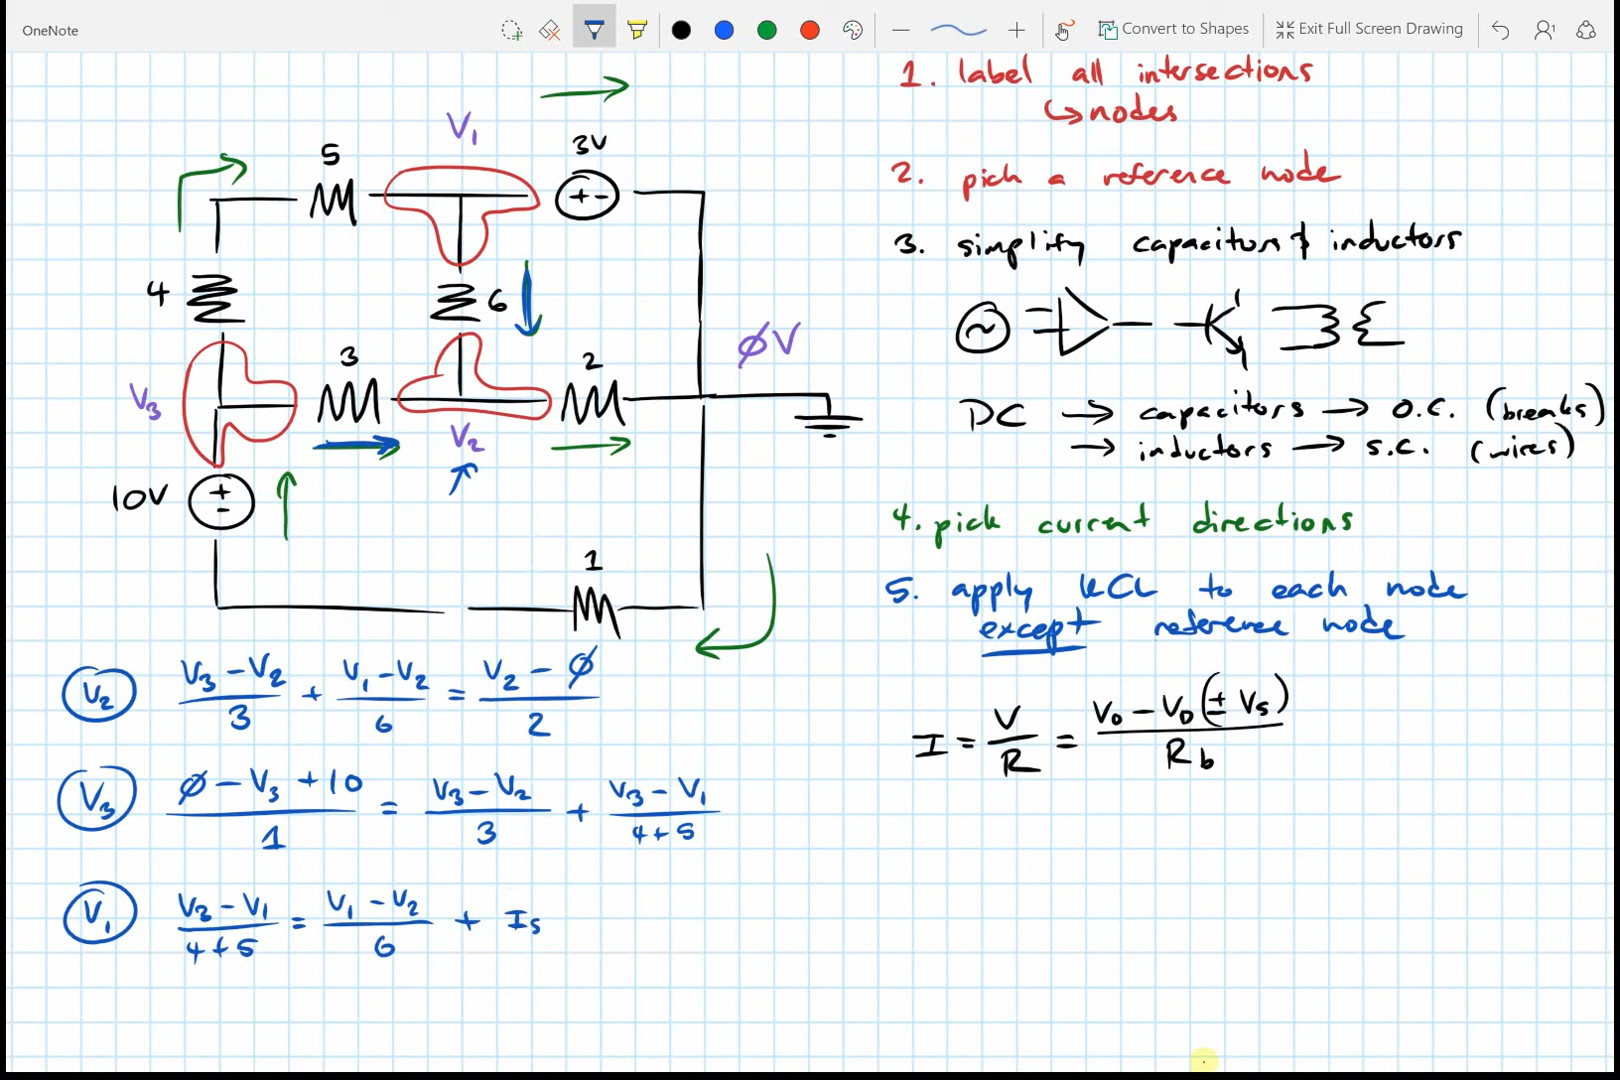 OneNote
Convert to Shapes
Exit Full Screen Drawing
1. label all intersections
↳ nodes
2. pick a reference node
3. simplify capacitors & inductors
DC → capacitors → O.C. (breaks)
→ inductors → S.C. (wires)
4. pick current directions
5. apply KCL to each node
except reference node
I = V/R = (V₀ - V₀(± Vs))/R b
V₁
5
3V
+ -
4
6
ØV
3
2
V₃
V₂
10V
+
-
1
V₂ (V₃ - V₂)/3 + (V₁ - V₂)/6 = (V₂ - Ø)/2
V₃ (Ø - V₃ + 10)/1 = (V₃ - V₂)/3 + (V₃ - V₁)/(4+5)
V₁ (V₃ - V₁)/(4+5) = (V₁ - V₂)/6 + Is